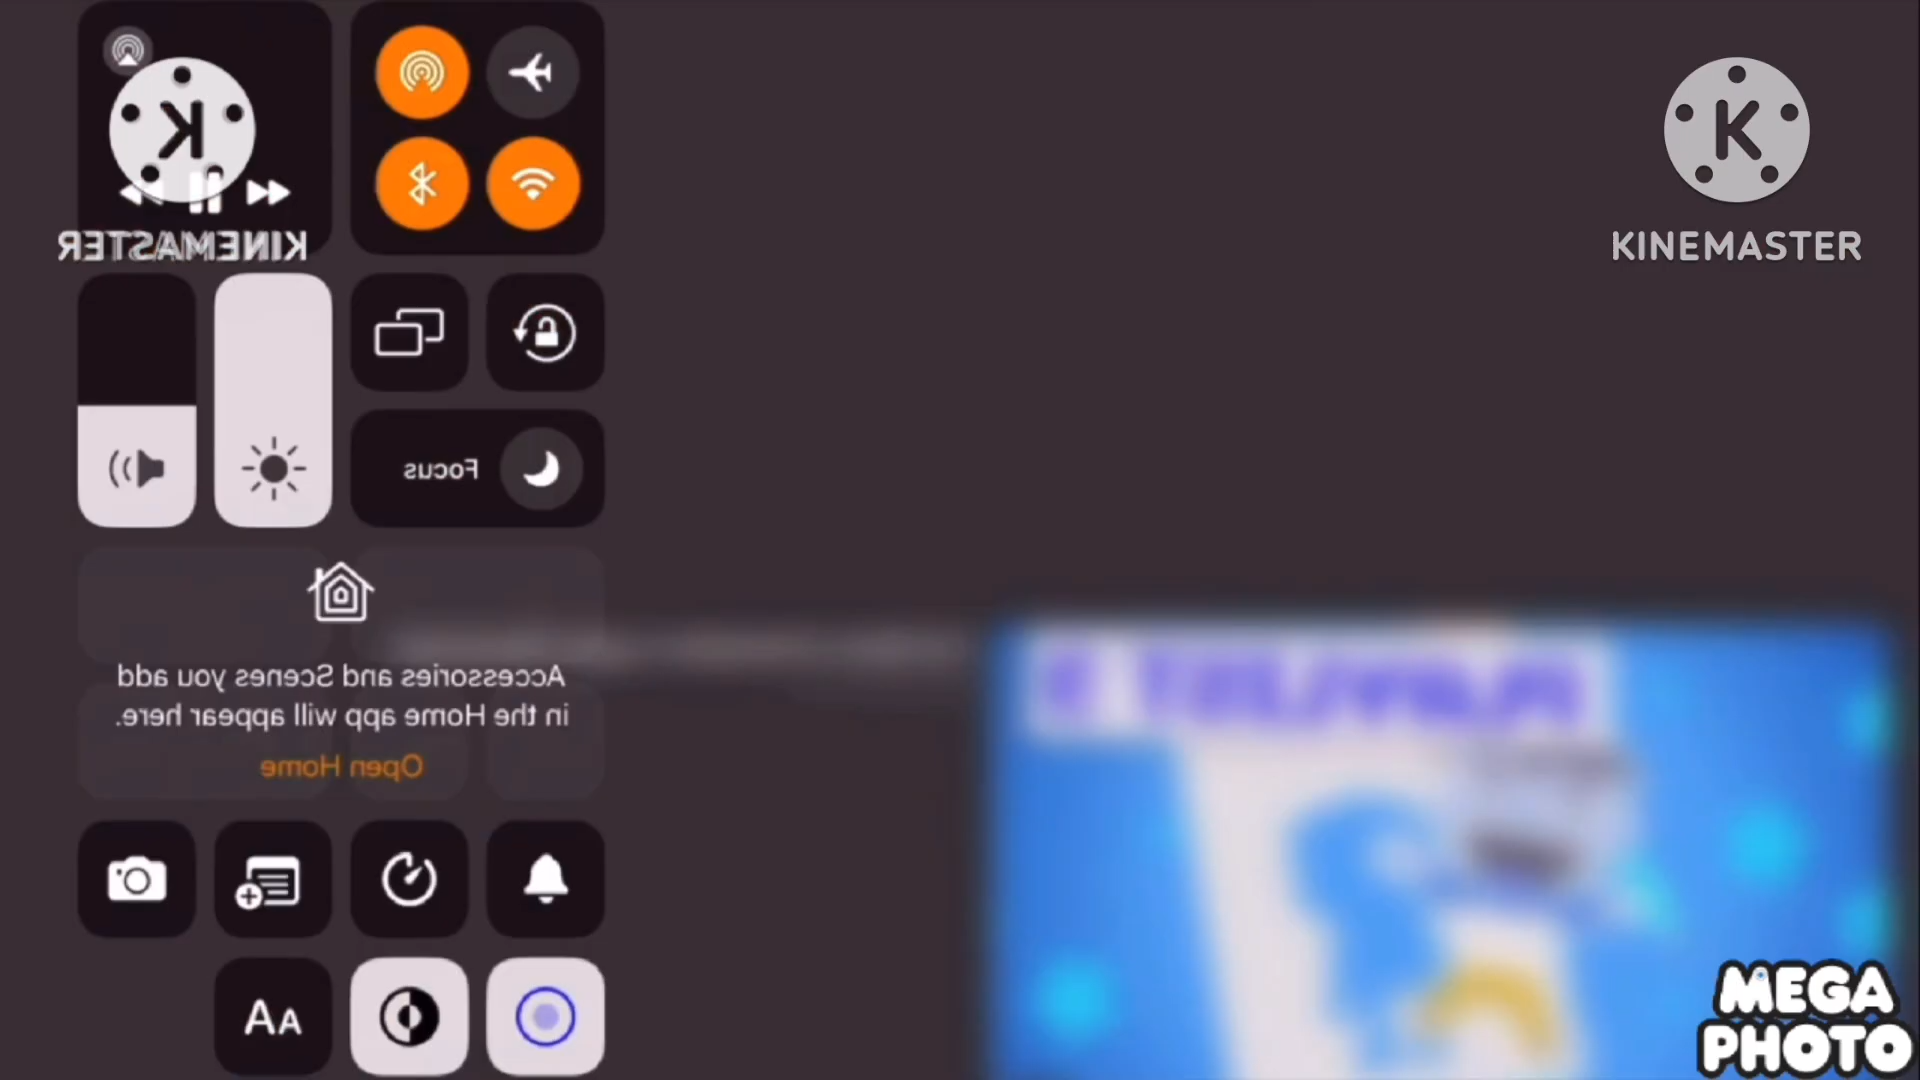 K
KINEMASTER
K
KINEMASTER
Focus
Accessories and Scenes you add
in the Home app will appear here.
Open Home
AA
MEGA
PHOTO